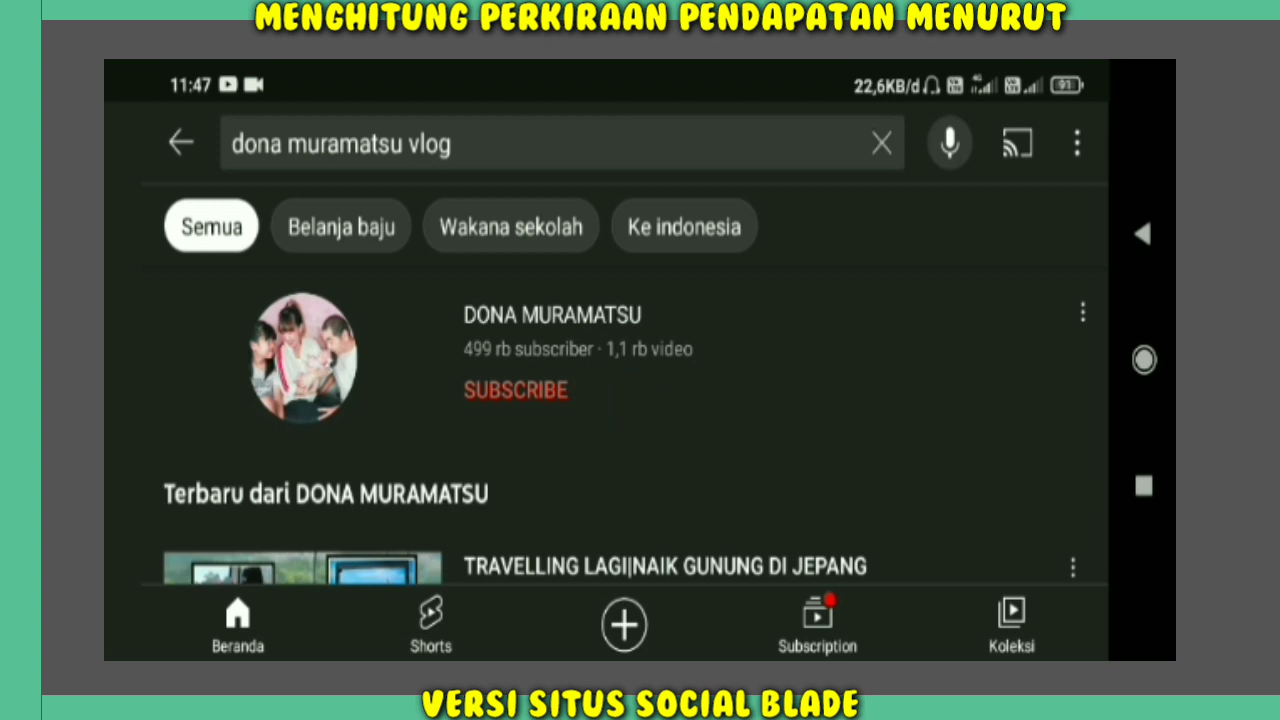 MENGHITUNG PERKIRAAN PENDAPATAN MENURUT
11:47 22,6KB/d 4G 91
dona muramatsu vlog
Semua Belanja baju Wakana sekolah Ke indonesia
DONA MURAMATSU
499 rb subscriber · 1,1 rb video
SUBSCRIBE
Terbaru dari DONA MURAMATSU
TRAVELLING LAGI|NAIK GUNUNG DI JEPANG
Beranda Shorts Subscription Koleksi
VERSI SITUS SOCIAL BLADE